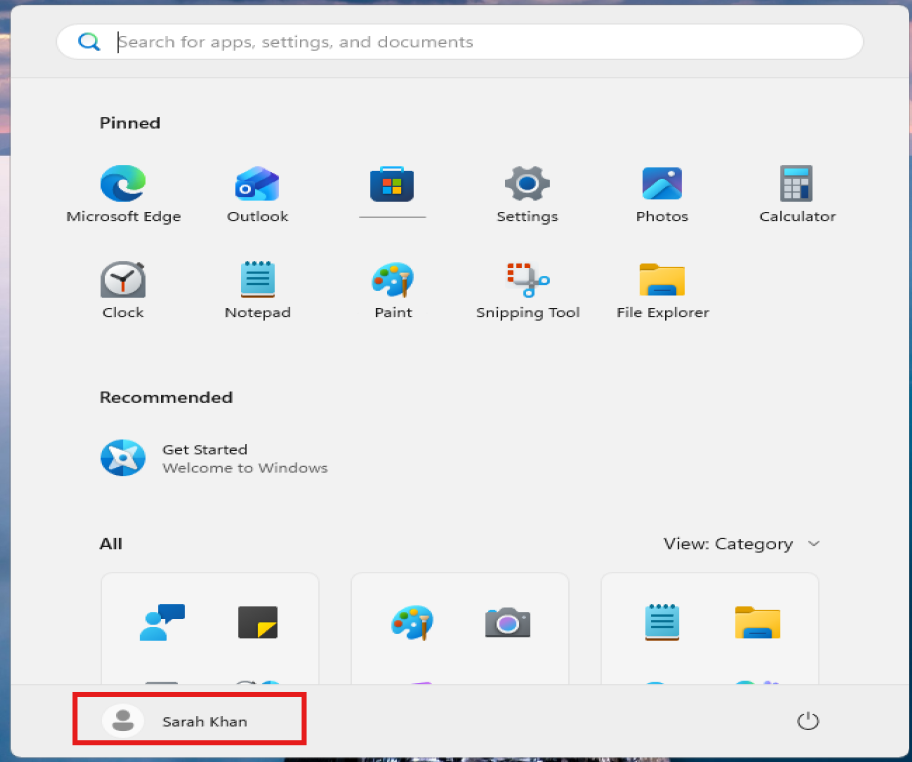 Search for apps, settings, and documents
Pinned
Microsoft Edge
Outlook
Settings
Photos
Calculator
Clock
Notepad
Paint
Snipping Tool
File Explorer
Recommended
Get Started
Welcome to Windows
All
View: Category
Sarah Khan